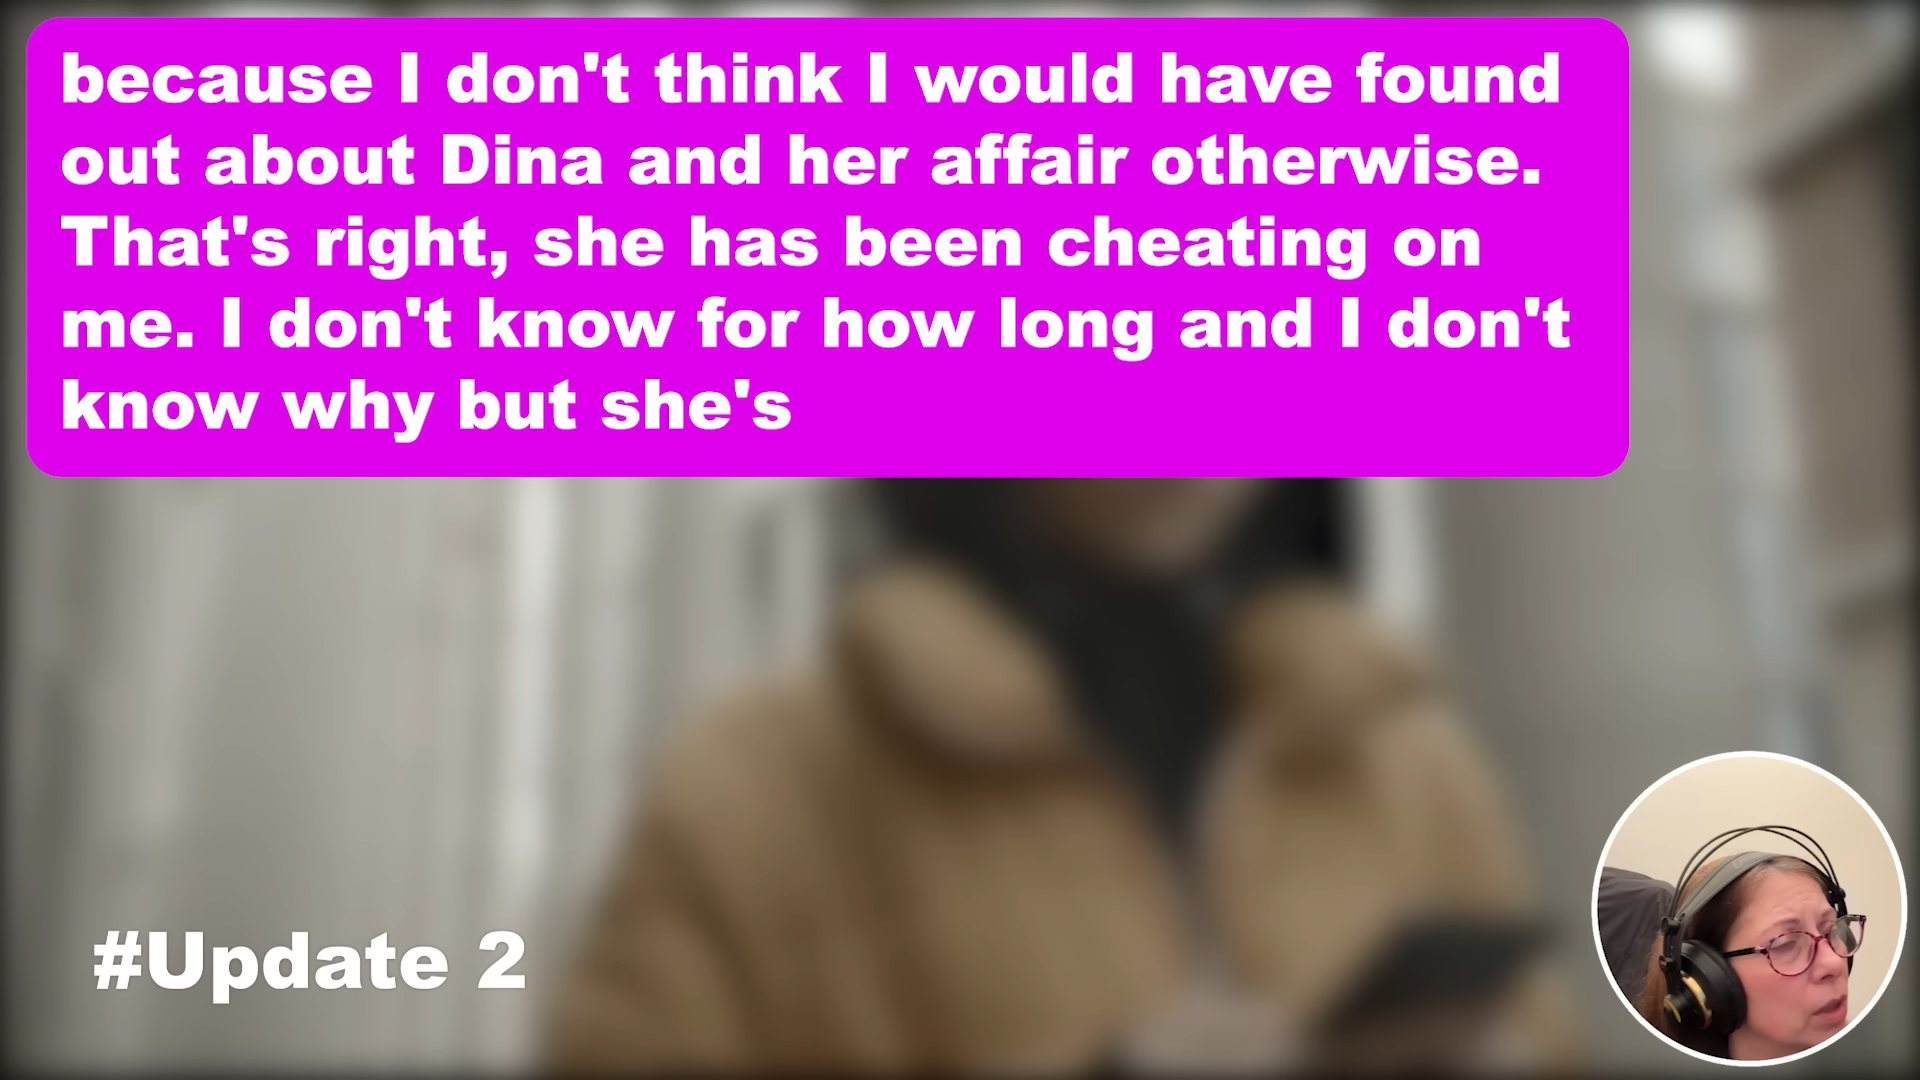 because I don't think I would have found
out about Dina and her affair otherwise.
That's right, she has been cheating on
me. I don't know for how long and I don't
know why but she's
#Update 2